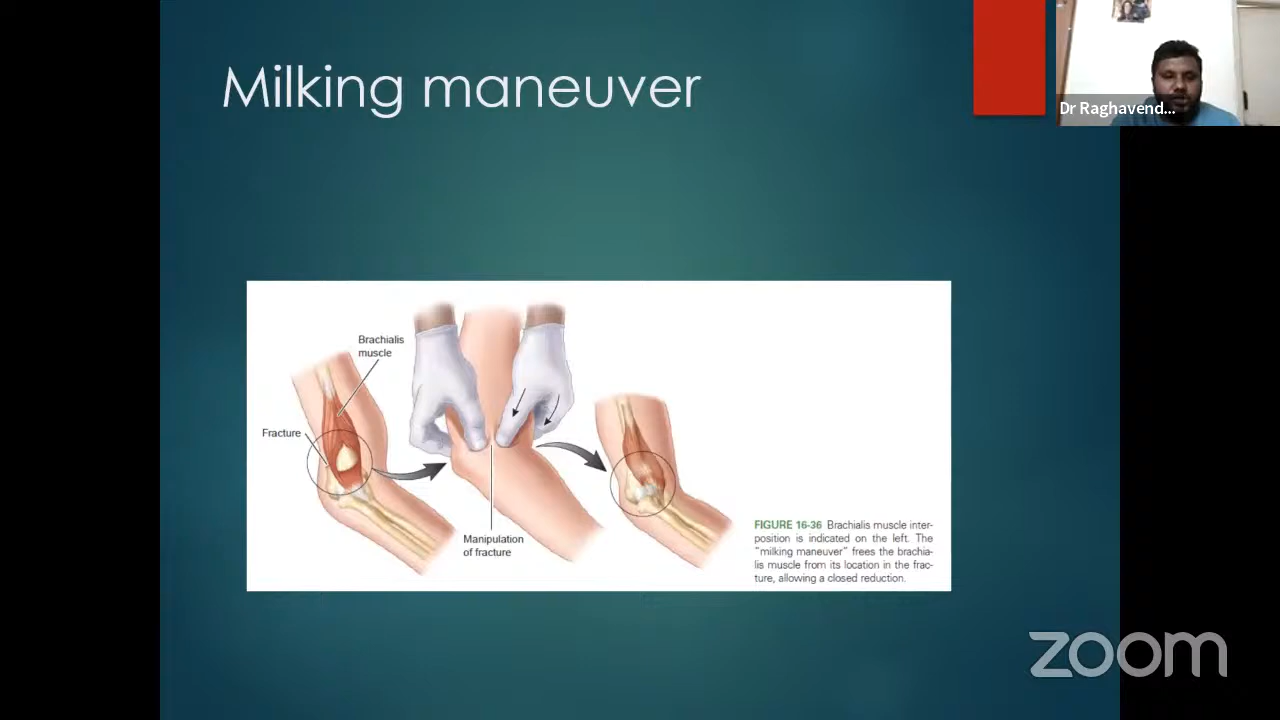 Milking maneuver
Dr Raghavend...
Brachialis
muscle
Fracture
Manipulation
of fracture
FIGURE 16-36 Brachialis muscle inter-
position is indicated on the left. The
"milking maneuver" frees the brachia-
lis muscle from its location in the frac-
ture, allowing a closed reduction.
zoom